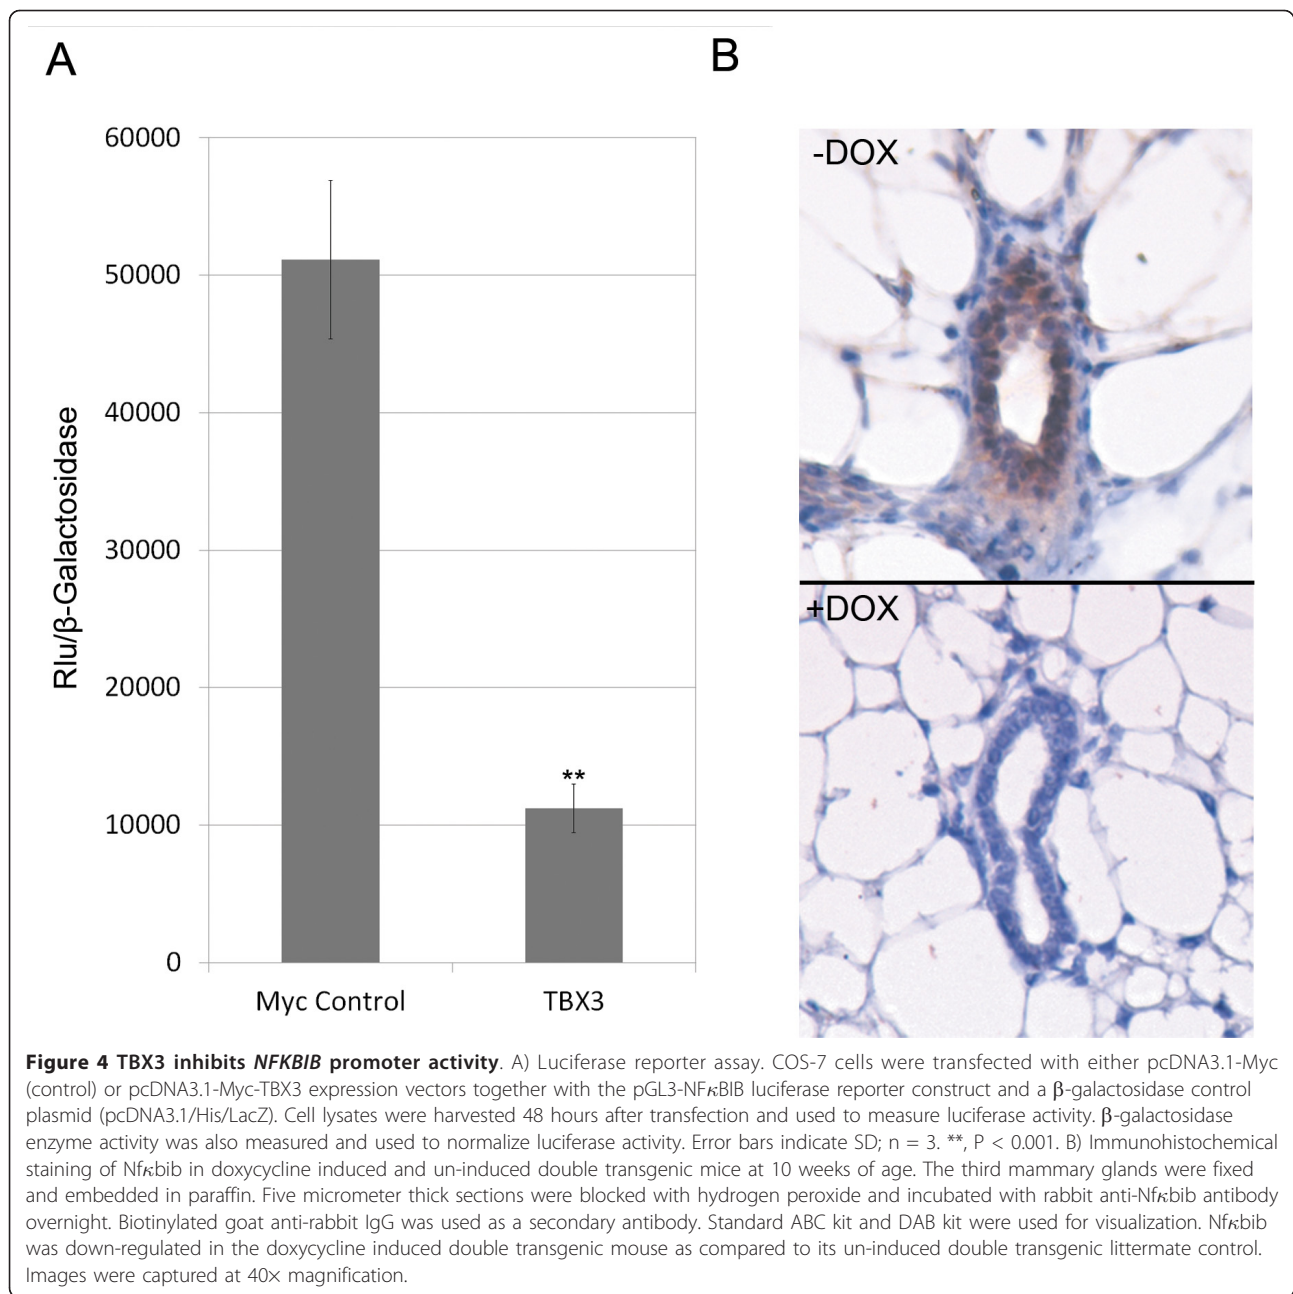 A
B
60000
50000
40000
30000
20000
10000
0
Rlu/β-Galactosidase
**
Myc Control
TBX3
-DOX
+DOX
Figure 4 TBX3 inhibits NFKBIB promoter activity. A) Luciferase reporter assay. COS-7 cells were transfected with either pcDNA3.1-Myc
(control) or pcDNA3.1-Myc-TBX3 expression vectors together with the pGL3-NFκBIB luciferase reporter construct and a β-galactosidase control
plasmid (pcDNA3.1/His/LacZ). Cell lysates were harvested 48 hours after transfection and used to measure luciferase activity. β-galactosidase
enzyme activity was also measured and used to normalize luciferase activity. Error bars indicate SD; n = 3. **, P < 0.001. B) Immunohistochemical
staining of Nfκbib in doxycycline induced and un-induced double transgenic mice at 10 weeks of age. The third mammary glands were fixed
and embedded in paraffin. Five micrometer thick sections were blocked with hydrogen peroxide and incubated with rabbit anti-Nfκbib antibody
overnight. Biotinylated goat anti-rabbit IgG was used as a secondary antibody. Standard ABC kit and DAB kit were used for visualization. Nfκbib
was down-regulated in the doxycycline induced double transgenic mouse as compared to its un-induced double transgenic littermate control.
Images were captured at 40× magnification.